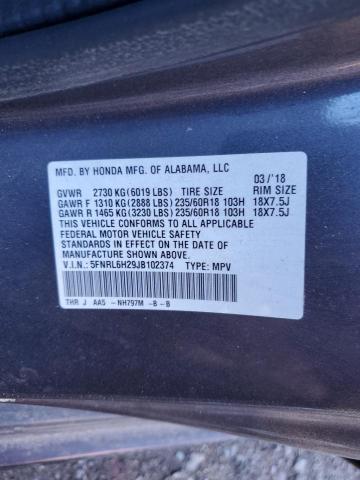 MFD. BY HONDA MFG. OF ALABAMA, LLC
03/'18
GVWR 2730 KG (6019 LBS) TIRE SIZE RIM SIZE
GAWR F 1310 KG (2888 LBS) 235/60R18 103H 18X7.5J
GAWR R 1465 KG (3230 LBS) 235/60R18 103H 18X7.5J
THIS VEHICLE CONFORMS TO ALL APPLICABLE
FEDERAL MOTOR VEHICLE SAFETY
STANDARDS IN EFFECT ON THE DATE OF
MANUFACTURE SHOWN ABOVE.
V.I.N.: 5FNRL6H29JB102374 TYPE: MPV
THR J AA5 -NH797M -B -B